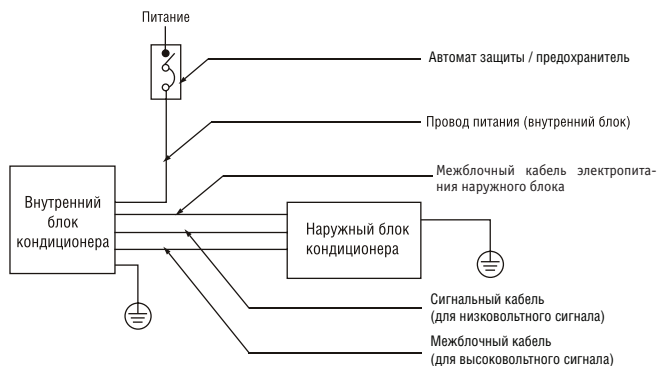 Питание
Автомат защиты / предохранитель
Провод питания (внутренний блок)
Межблочный кабель электропита-
ния наружного блока
Внутренний
блок
кондиционера
Наружный блок
кондиционера
Сигнальный кабель
(для низковольтного сигнала)
Межблочный кабель
(для высоковольтного сигнала)